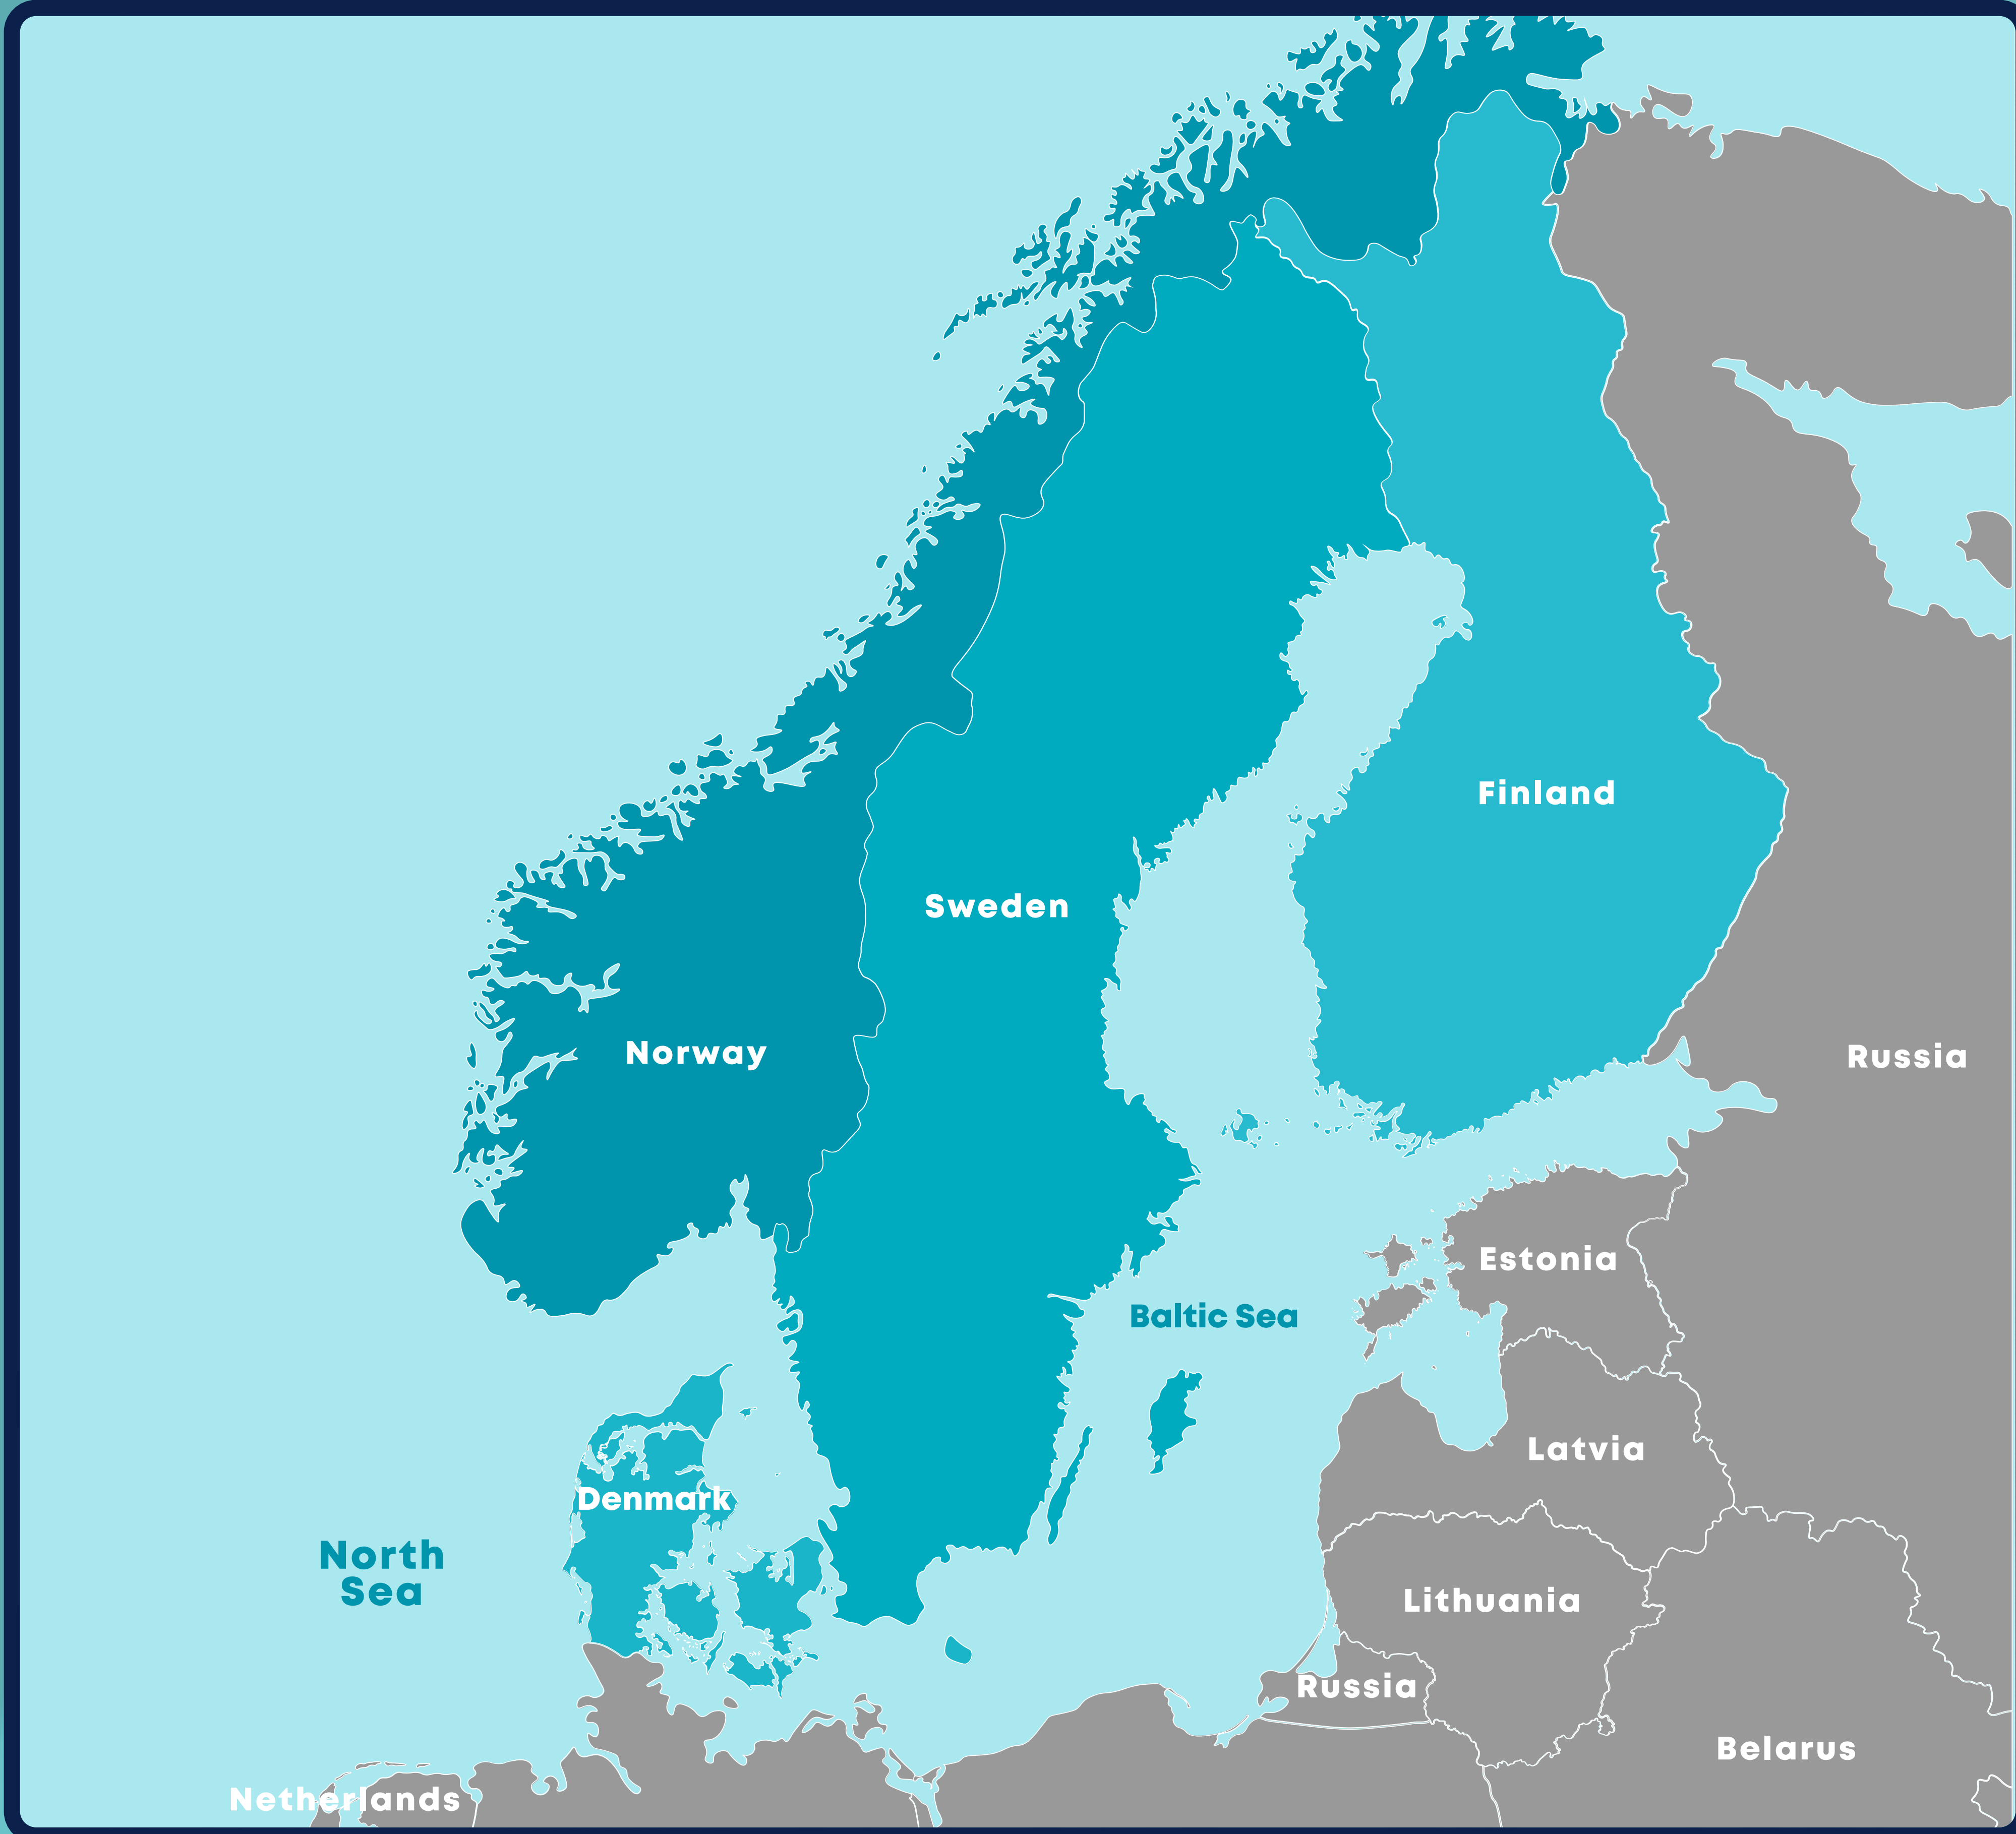 Finland
Sweden
Norway
Russia
Estonia
Baltic Sea
Latvia
Denmark
North
Sea
Lithuania
Russia
Belarus
Netherlands